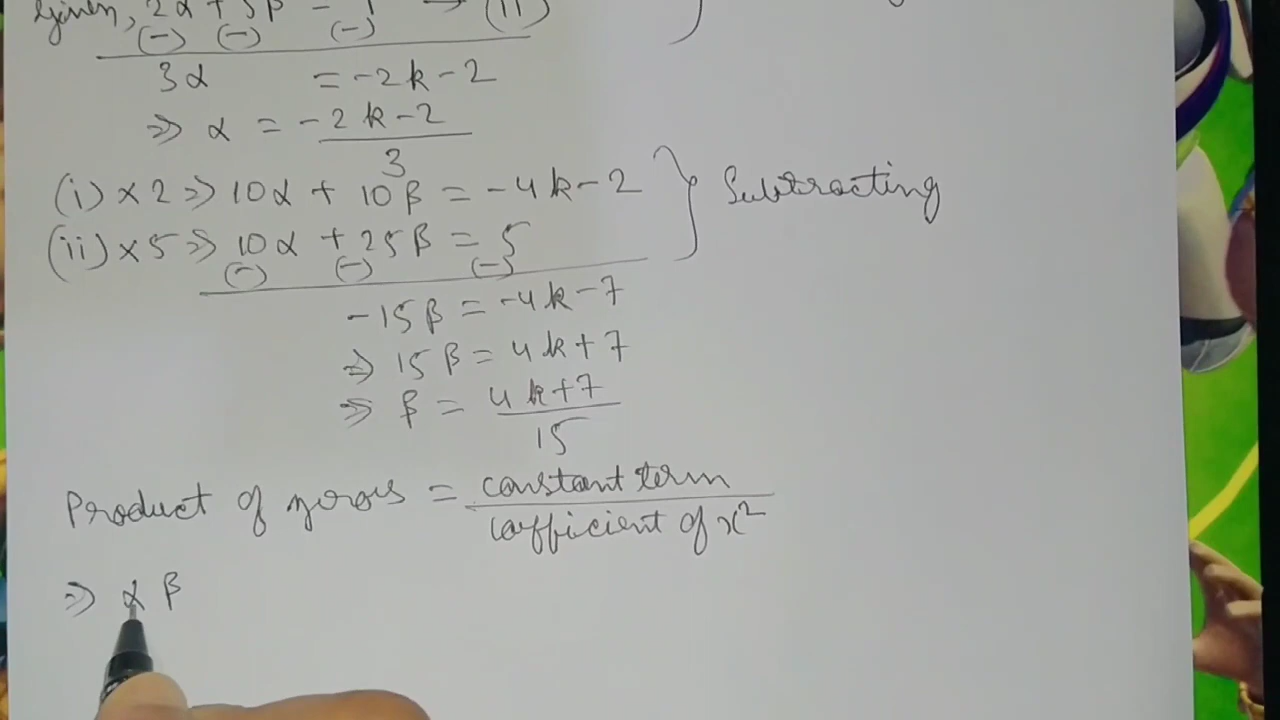 Given, 2α + 5β = 1 → (ii)
(-) (-) (-)
3α = -2k-2
⇒ α = -2k-2/3
(i) × 2 ⇒ 10α + 10β = -4k-2 } Subtracting
(ii) × 5 ⇒ 10α + 25β = 5
(-) (-) (-)
-15β = -4k-7
⇒ 15β = 4k+7
⇒ β = 4k+7/15
Product of zeroes = constant term/coefficient of x²
⇒ α β